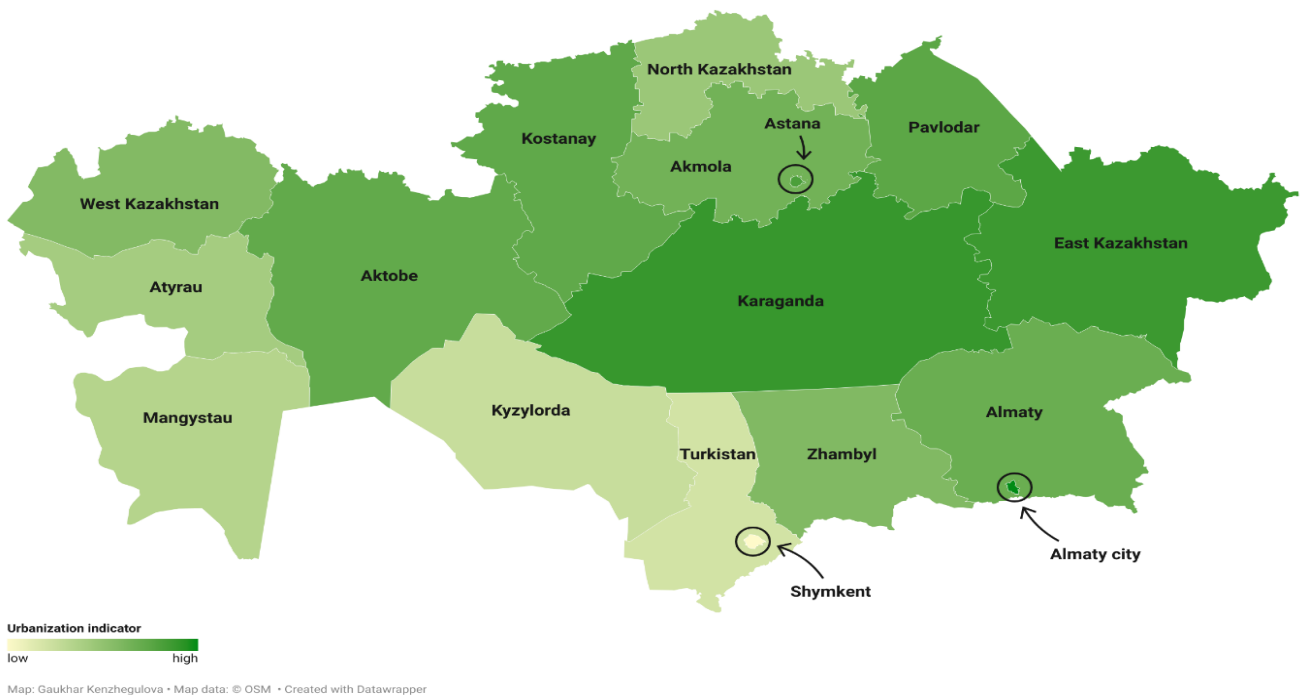 North Kazakhstan
Astana
Pavlodar
Kostanay
Akmola
West Kazakhstan
East Kazakhstan
Aktobe
Atyrau
Karaganda
Kyzylorda
Almaty
Mangystau
Turkistan
Zhambyl
Almaty city
Shymkent
Urbanization indicator
low high
Map: Gaukhar Kenzhegulova • Map data: © OSM • Created with Datawrapper